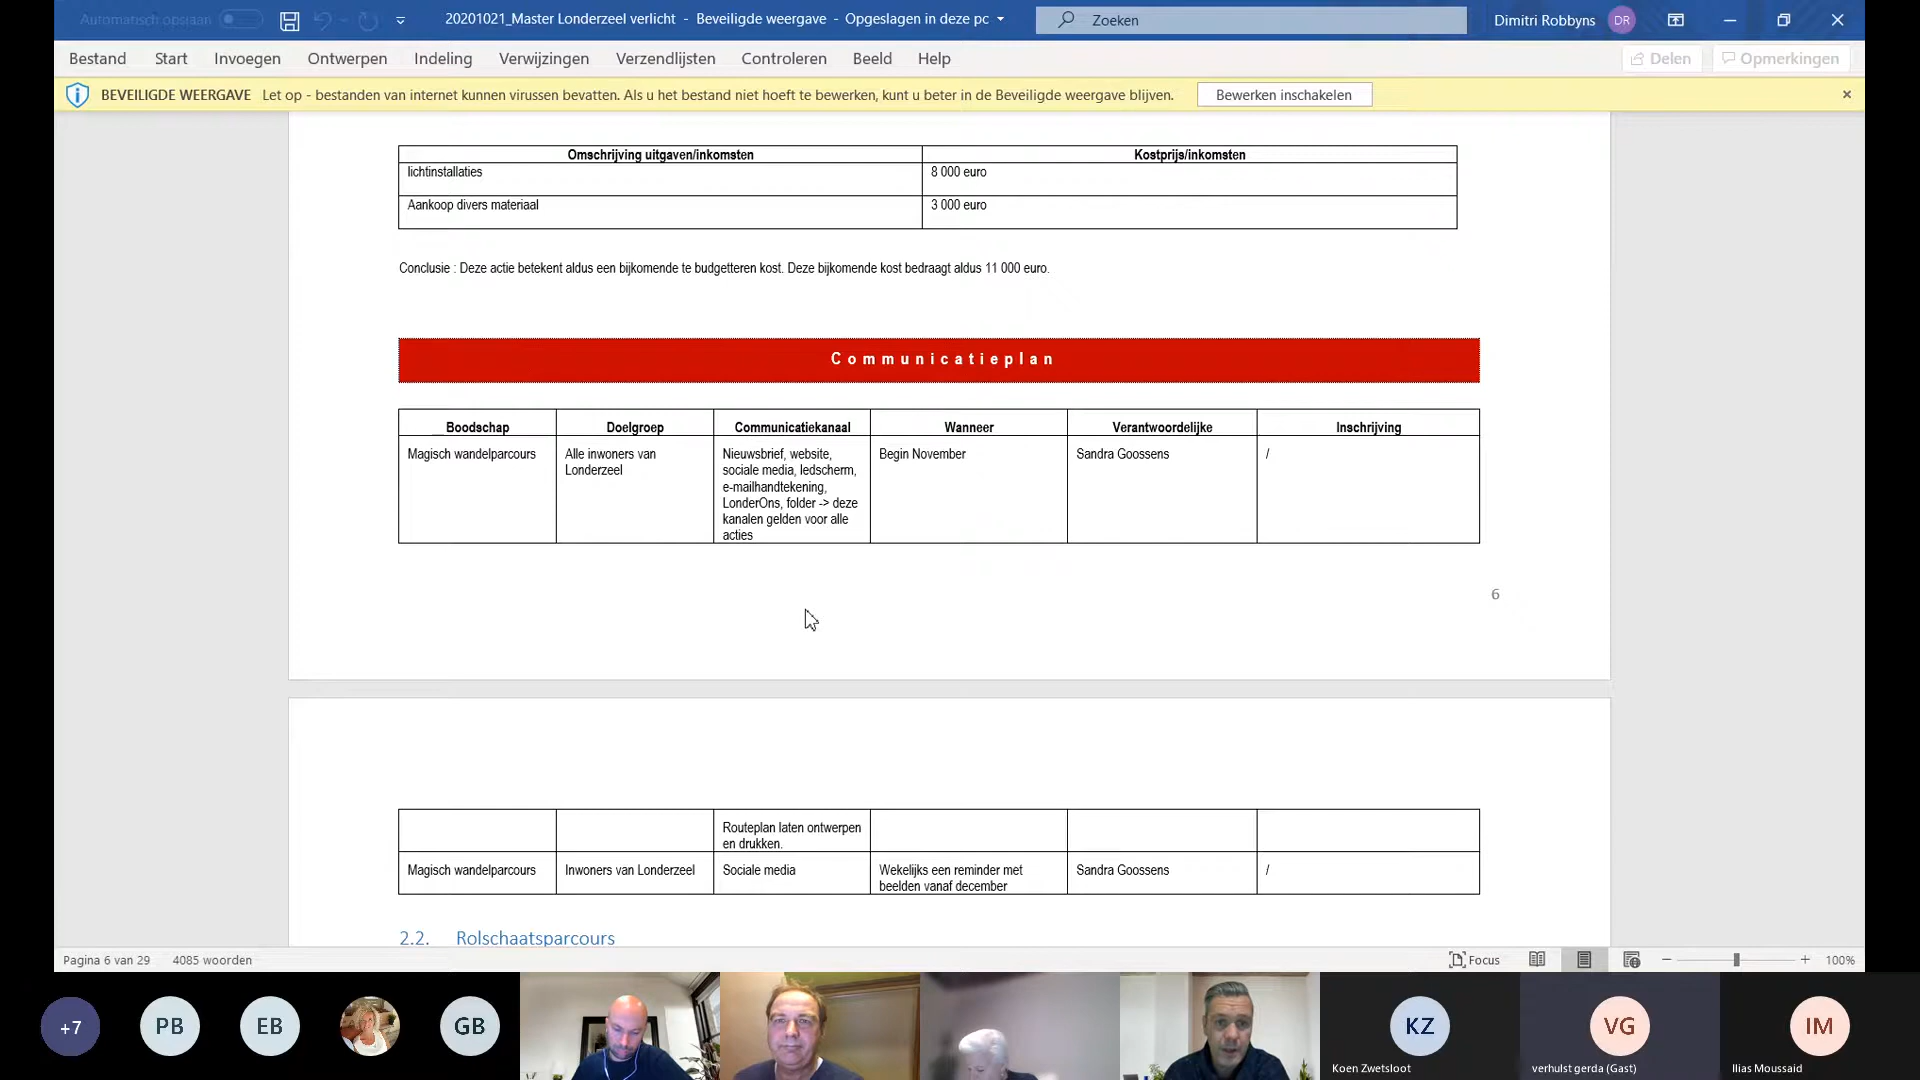 Automatisch opslaan
20201021_Master Londerzeel verlicht - Beveiligde weergave - Opgeslagen in deze pc
Zoeken
Dimitri Robbyns
DR
Bestand Start Invoegen Ontwerpen Indeling Verwijzingen Verzendlijsten Controleren Beeld Help
Delen
Opmerkingen
BEVEILIGDE WEERGAVE Let op - bestanden van internet kunnen virussen bevatten. Als u het bestand niet hoeft te bewerken, kunt u beter in de Beveiligde weergave blijven.
Bewerken inschakelen
Omschrijving uitgaven/inkomsten Kostprijs/inkomsten
lichtinstallaties 8 000 euro
Aankoop divers materiaal 3 000 euro
Conclusie : Deze actie betekent aldus een bijkomende te budgetteren kost. Deze bijkomende kost bedraagt aldus 11 000 euro.
Communicatieplan
Boodschap Doelgroep Communicatiekanaal Wanneer Verantwoordelijke Inschrijving
Magisch wandelparcours
Alle inwoners van
Londerzeel
Nieuwsbrief, website,
sociale media, ledscherm,
e-mailhandtekening,
LonderOns, folder -> deze
kanalen gelden voor alle
acties
Begin November
Sandra Goossens
/
6
Routeplan laten ontwerpen
en drukken.
Magisch wandelparcours
Inwoners van Londerzeel
Sociale media
Wekelijks een reminder met
beelden vanaf december
Sandra Goossens
/
2.2. Rolschaatsparcours
Pagina 6 van 29 4085 woorden
Focus
100%
+7
PB
EB
GB
KZ
Koen Zwetsloot
VG
verhulst gerda (Gast)
IM
Ilias Moussaid